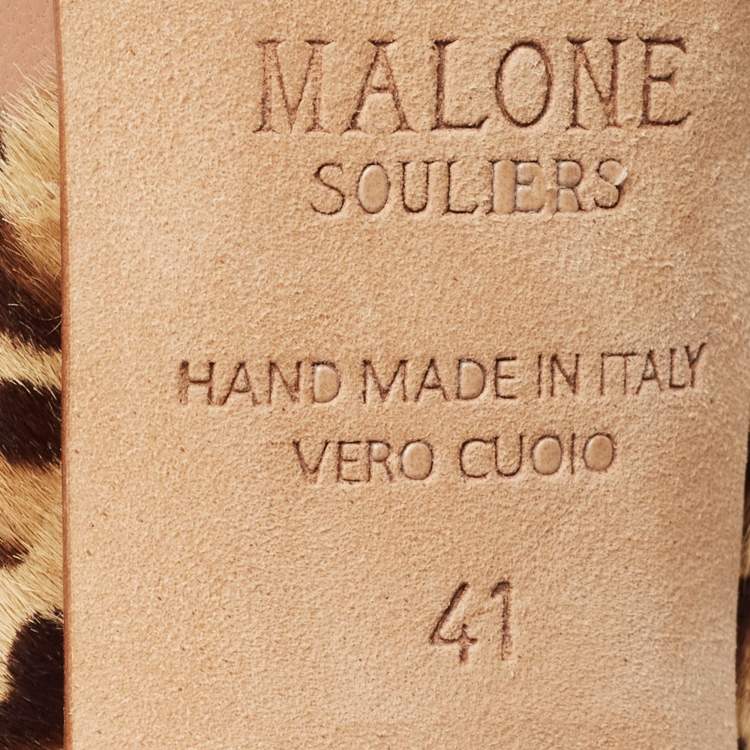 MALONE
SOULIERS
HAND MADE IN ITALY
VERO CUOIO
41